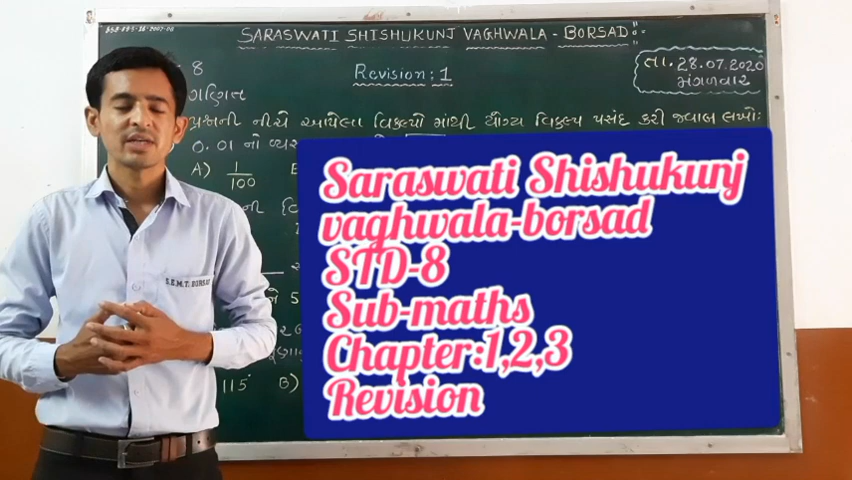 SARASWATI SHISHUKUNJ VAGHWALA - BORSAD :-
Revision : 1
તા. 28.07.2020
મંગળવાર
8
ગણિત
પ્રશ્નની નીચે આપેલા વિકલ્પો માંથી યોગ્ય વિકલ્પ પસંદ કરી જવાબ લખો:
0.01 નો
A) 1/100
Saraswati Shishukunj
vaghwala-borsad
STD-8
Sub-maths
Chapter:1,2,3
Revision
S.E.M.T. BORSAD
115° B)